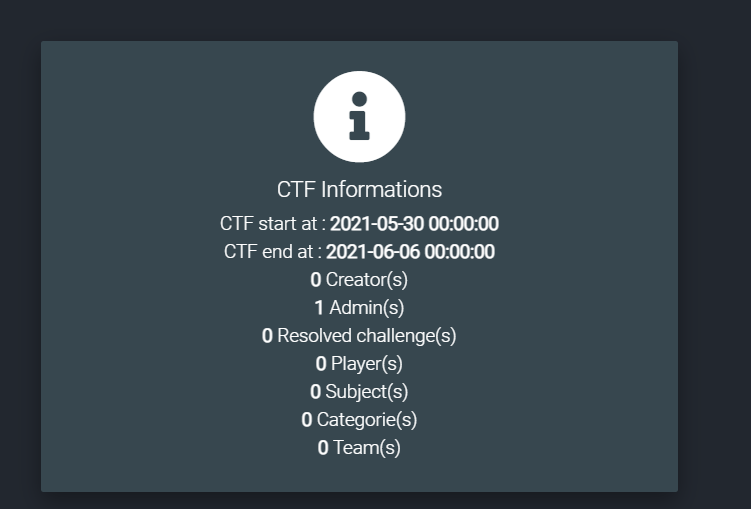 CTF Informations
CTF start at : 2021-05-30 00:00:00
CTF end at : 2021-06-06 00:00:00
0 Creator(s)
1 Admin(s)
0 Resolved challenge(s)
0 Player(s)
0 Subject(s)
0 Categorie(s)
0 Team(s)